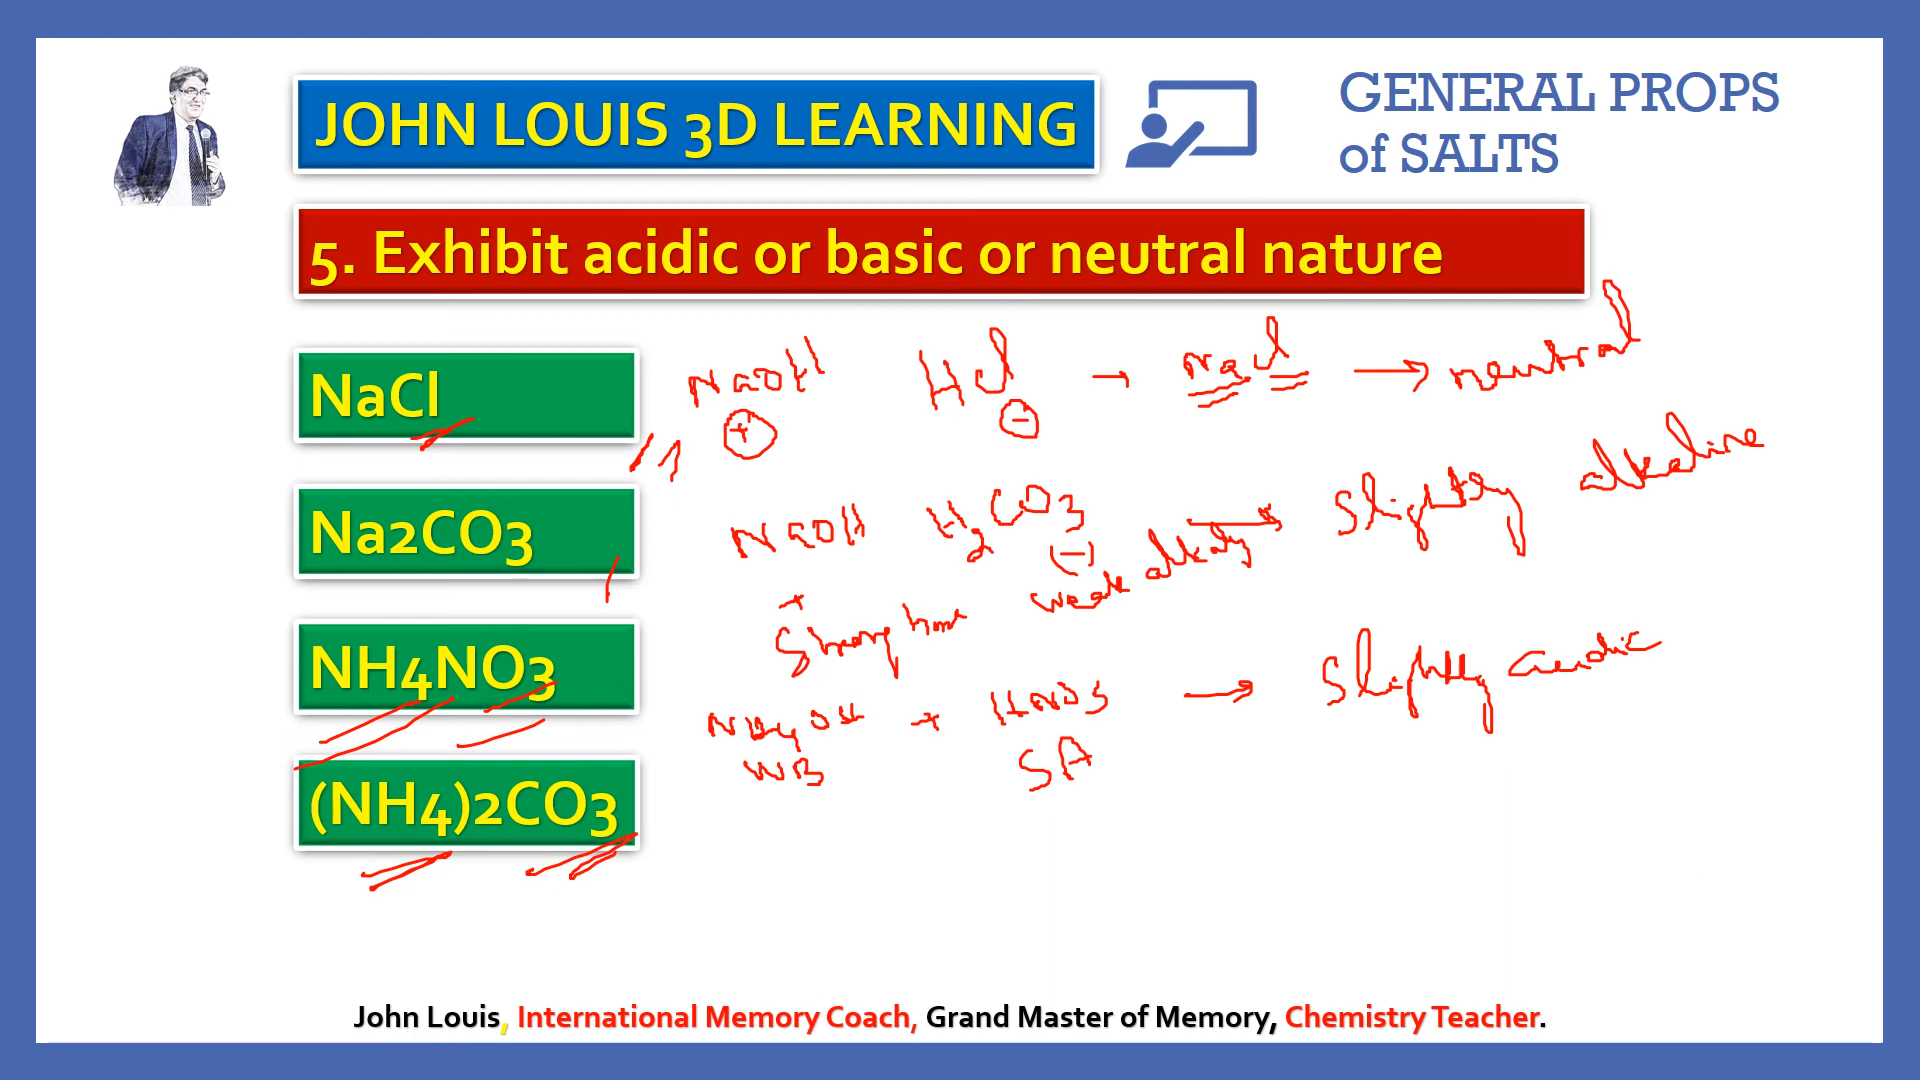 JOHN LOUIS 3D LEARNING
GENERAL PROPS
of SALTS
5. Exhibit acidic or basic or neutral nature
NaCl
NaOH HCl → NaCl → neutral
+ −
Na2CO3
NaOH H2CO3 → slightly alkaline
+ (−)
Strong weak
NH4NO3
NH4OH + HNO3 → slightly acidic
WB SA
(NH4)2CO3
John Louis, International Memory Coach, Grand Master of Memory, Chemistry Teacher.